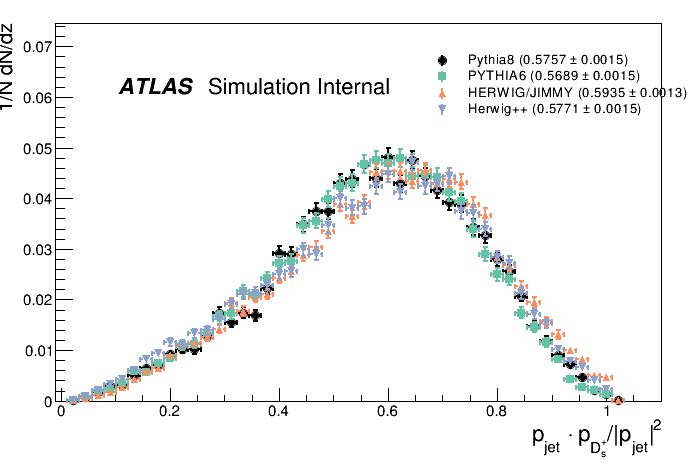 1/N dN/dz
0.07
0.06
0.05
0.04
0.03
0.02
0.01
0
ATLAS Simulation Internal
Pythia8 (0.5757 ± 0.0015)
PYTHIA6 (0.5689 ± 0.0015)
HERWIG/JIMMY (0.5935 ± 0.0013)
Herwig++ (0.5771 ± 0.0015)
0 0.2 0.4 0.6 0.8 1
p_jet · p_D_s^+/|p_jet|^2